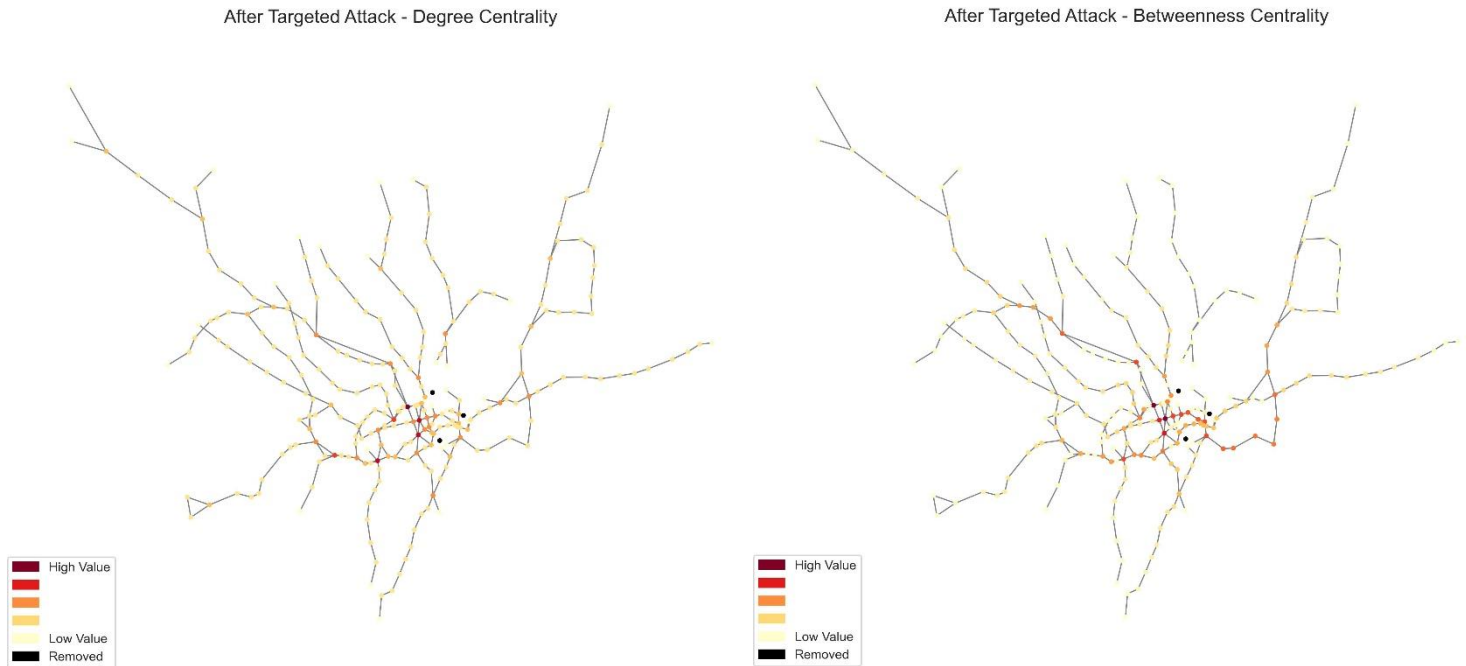 After Targeted Attack - Degree Centrality
After Targeted Attack - Betweenness Centrality
High Value
Low Value
Removed
High Value
Low Value
Removed